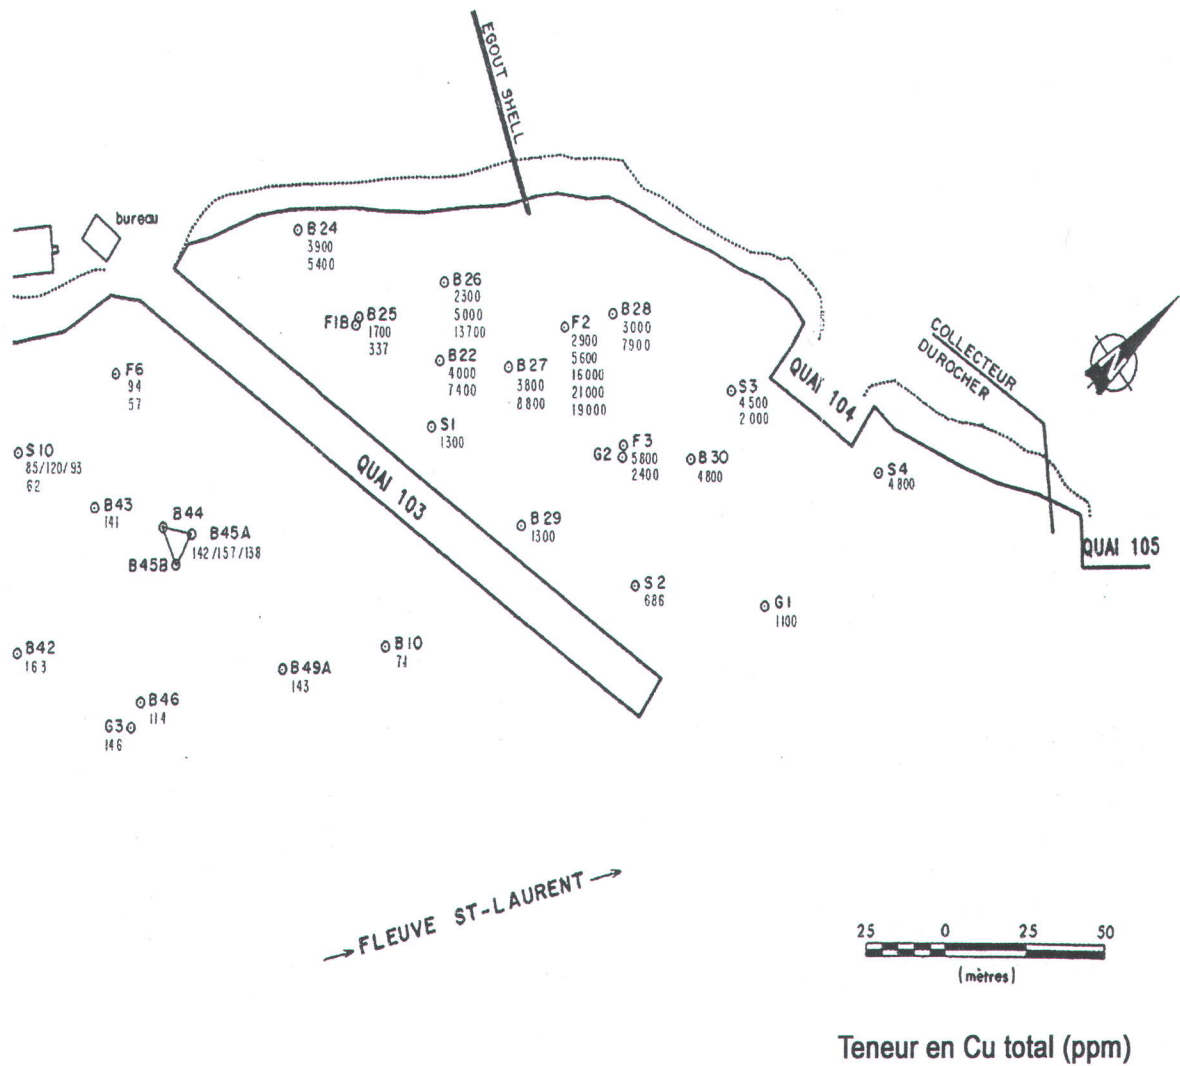 EGOUT SHELL
bureau
B24
3900
5400
B26
2300
5000
13700
B28
3000
7900
F1B
B25
1700
337
F2
2900
5600
16000
21000
19000
COLLECTEUR
DUROCHER
B22
4000
7400
B27
3800
8800
QUAI 104
F6
94
57
S3
4500
2000
S1
1300
F3
G2
5800
2400
B30
4800
S4
4800
S10
85/120/93
62
QUAI 103
B43
141
B44
B45A
142/157/138
B45B
B29
1300
QUAI 105
S2
686
G1
1100
B42
163
B10
71
B49A
143
B46
114
G3
146
FLEUVE ST-LAURENT
25 0 25 50
(mètres)
Teneur en Cu total (ppm)